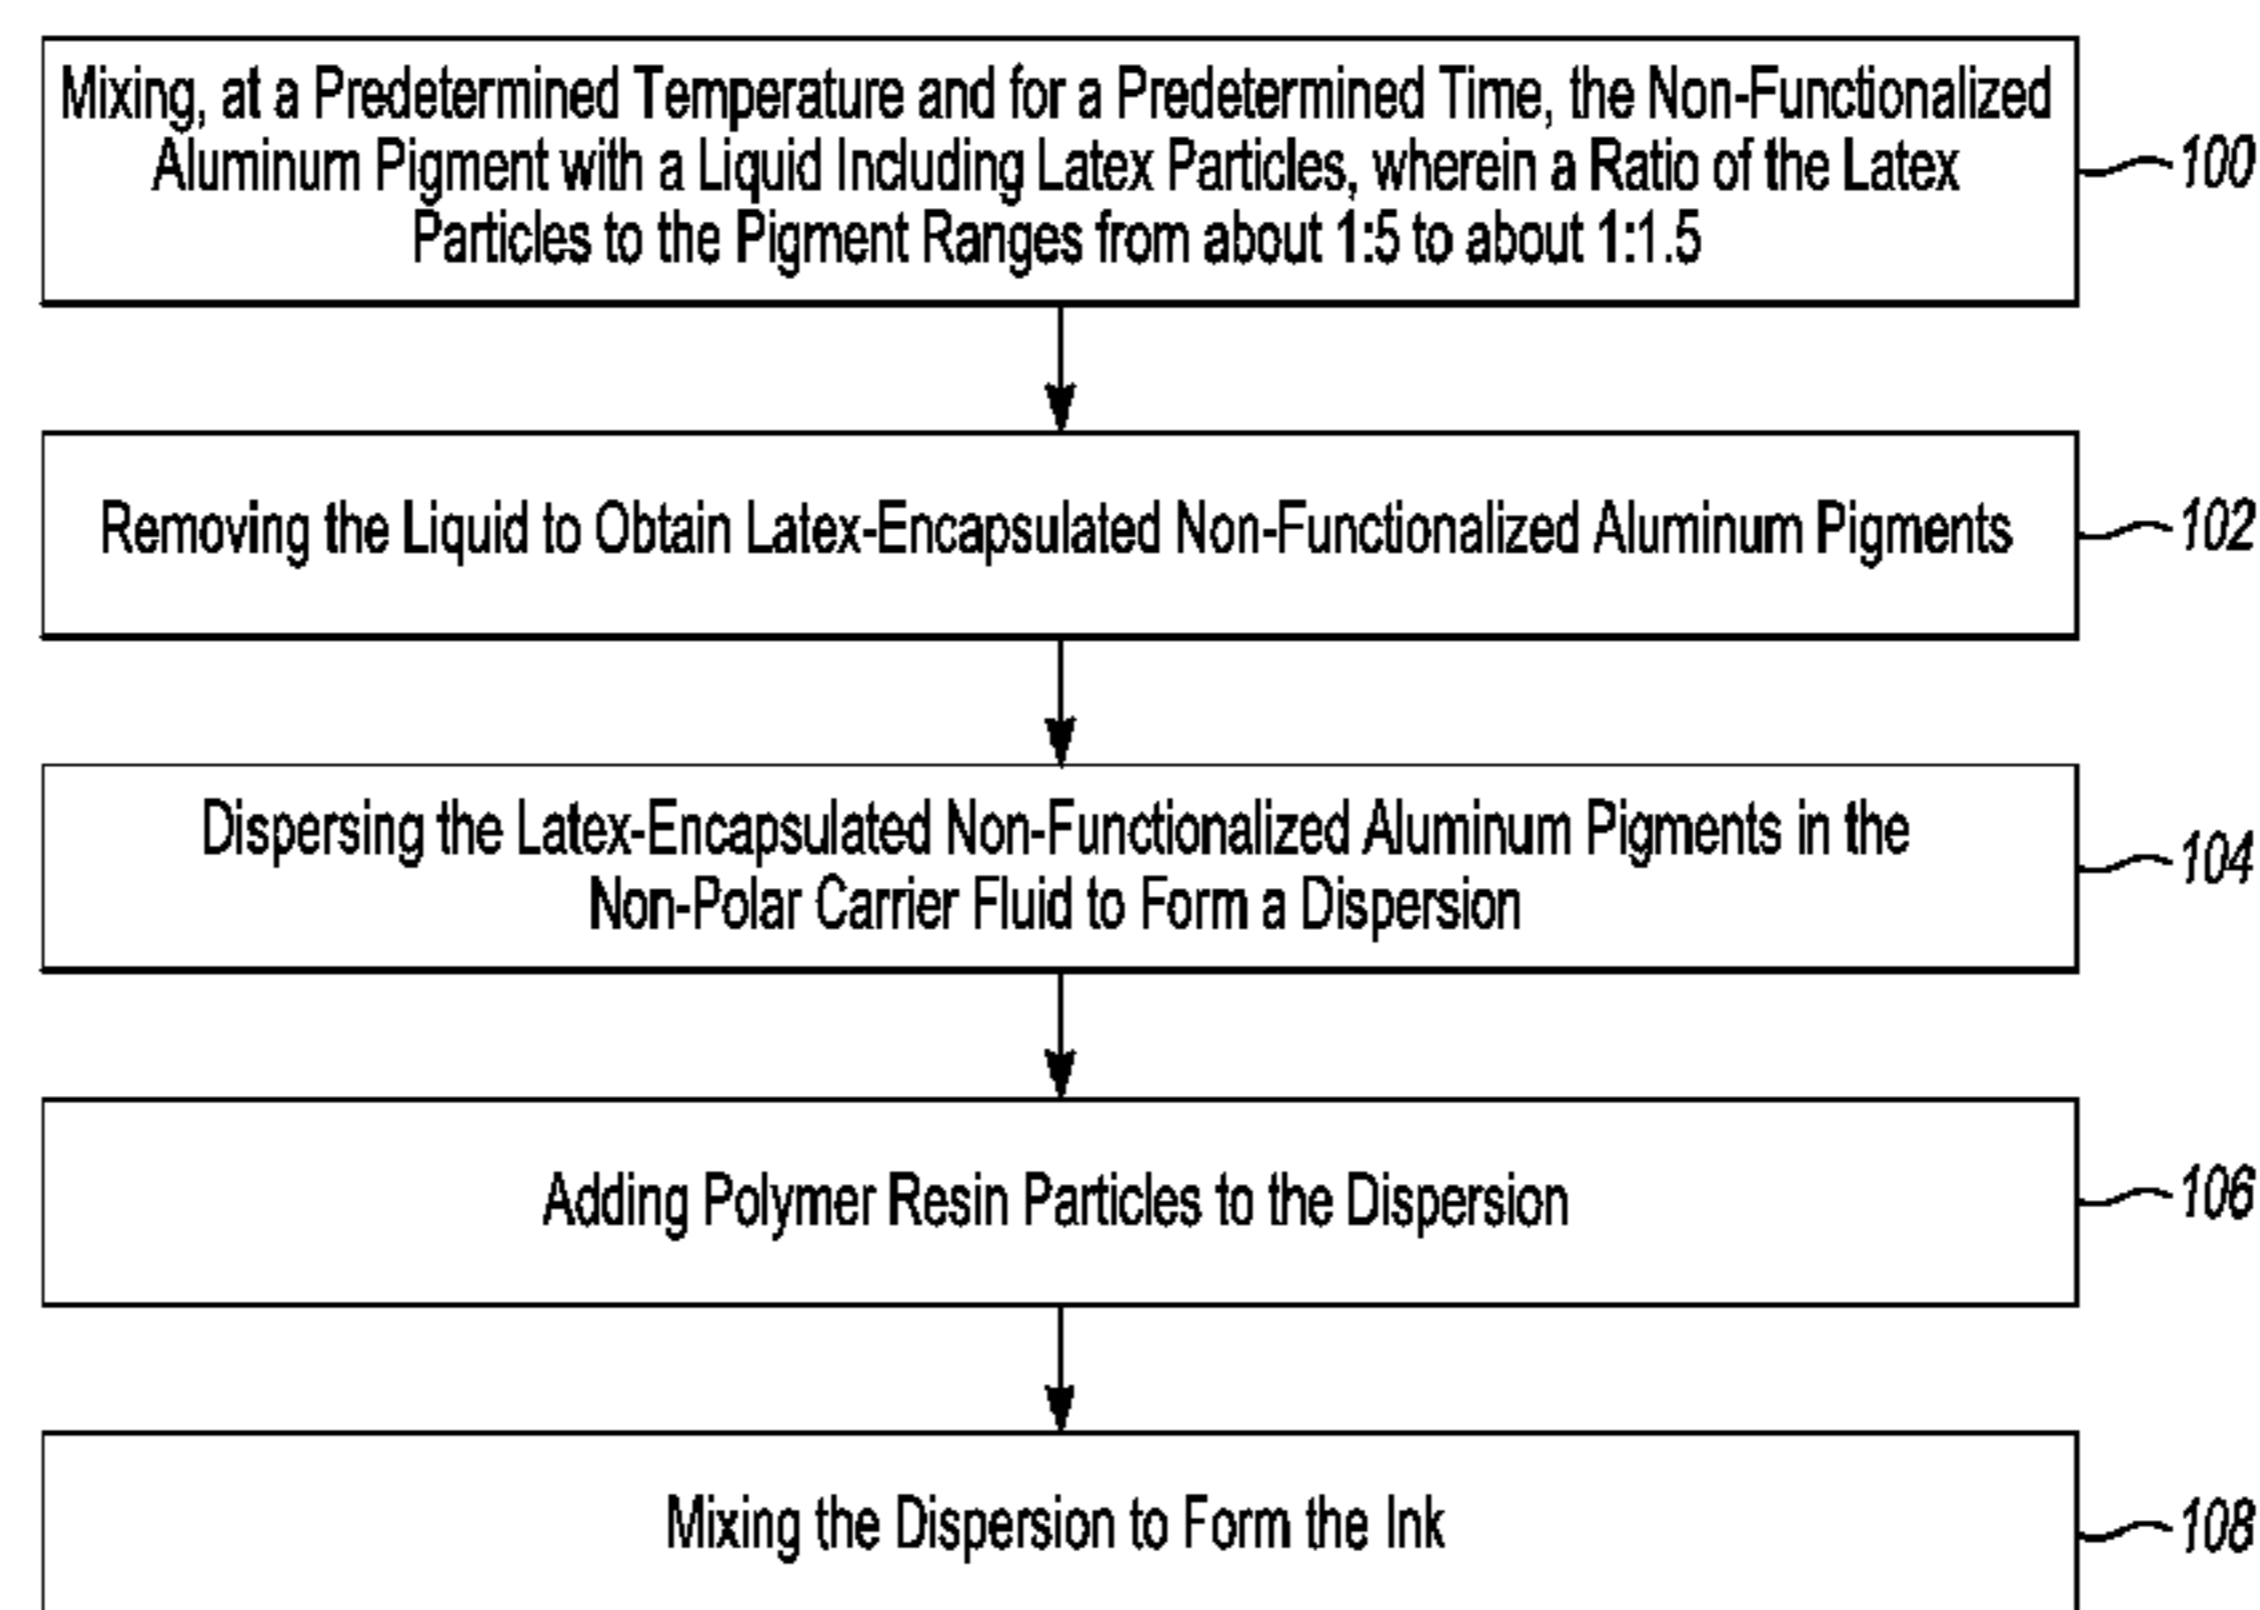 Mixing, at a Predetermined Temperature and for a Predetermined Time, the Non-Functionalized
Aluminum Pigment with a Liquid Including Latex Particles, wherein a Ratio of the Latex
Particles to the Pigment Ranges from about 1:5 to about 1:1.5
100
Removing the Liquid to Obtain Latex-Encapsulated Non-Functionalized Aluminum Pigments
102
Dispersing the Latex-Encapsulated Non-Functionalized Aluminum Pigments in the
Non-Polar Carrier Fluid to Form a Dispersion
104
Adding Polymer Resin Particles to the Dispersion
106
Mixing the Dispersion to Form the Ink
108